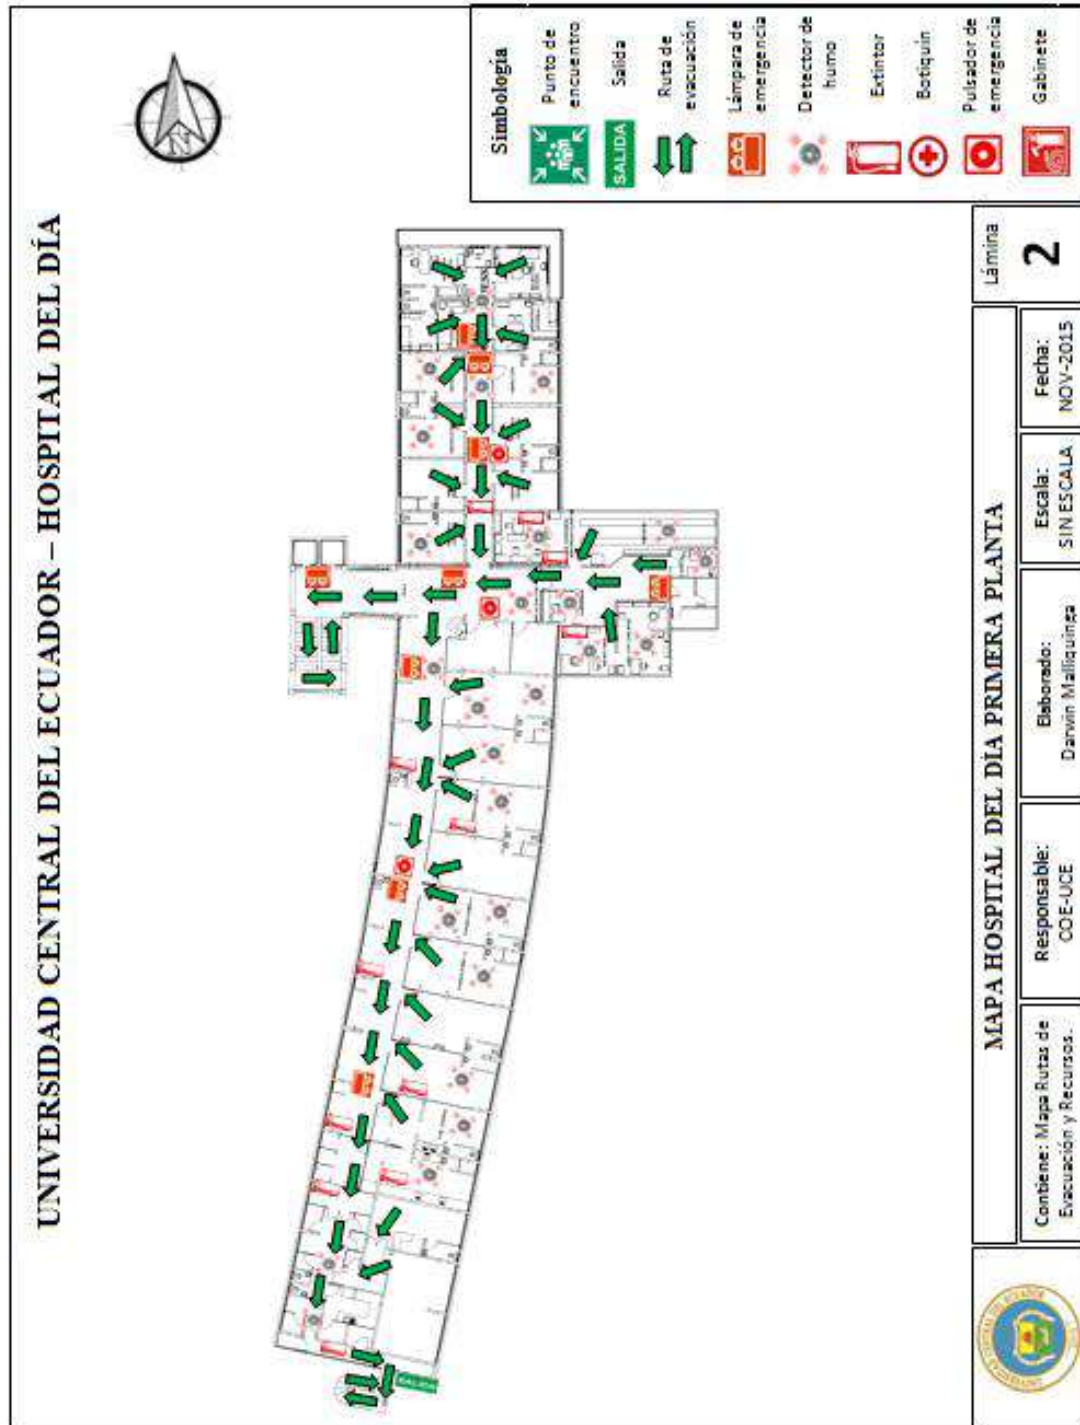 UNIVERSIDAD CENTRAL DEL ECUADOR – HOSPITAL DEL DÍA
N
Simbología
Punto de
encuentro
SALIDA
Salida
Ruta de
evacuación
Lámpara de
emergencia
Detector de
humo
Extintor
Botiquín
Pulsador de
emergencia
Gabinete
SALIDA
MAPA HOSPITAL DEL DÍA PRIMERA PLANTA
Lámina
2
Contiene: Mapa Rutas de
Evacuación y Recursos.
Responsable:
COE-UCE
Elaborado:
Darwin Malliquinga
Escala:
SIN ESCALA
Fecha:
NOV-2015